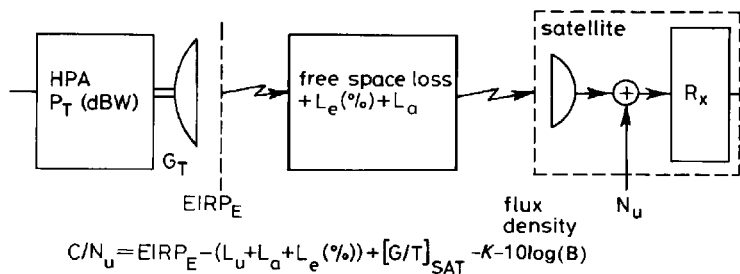 satellite
HPA
P_T (dBW)
G_T
EIRP_E
free space loss
+L_e(%)+L_a
R_x
flux
density
N_u
C/N_u=EIRP_E-(L_u+L_a+L_e(%))+[G/T]_SAT -K-10log(B)